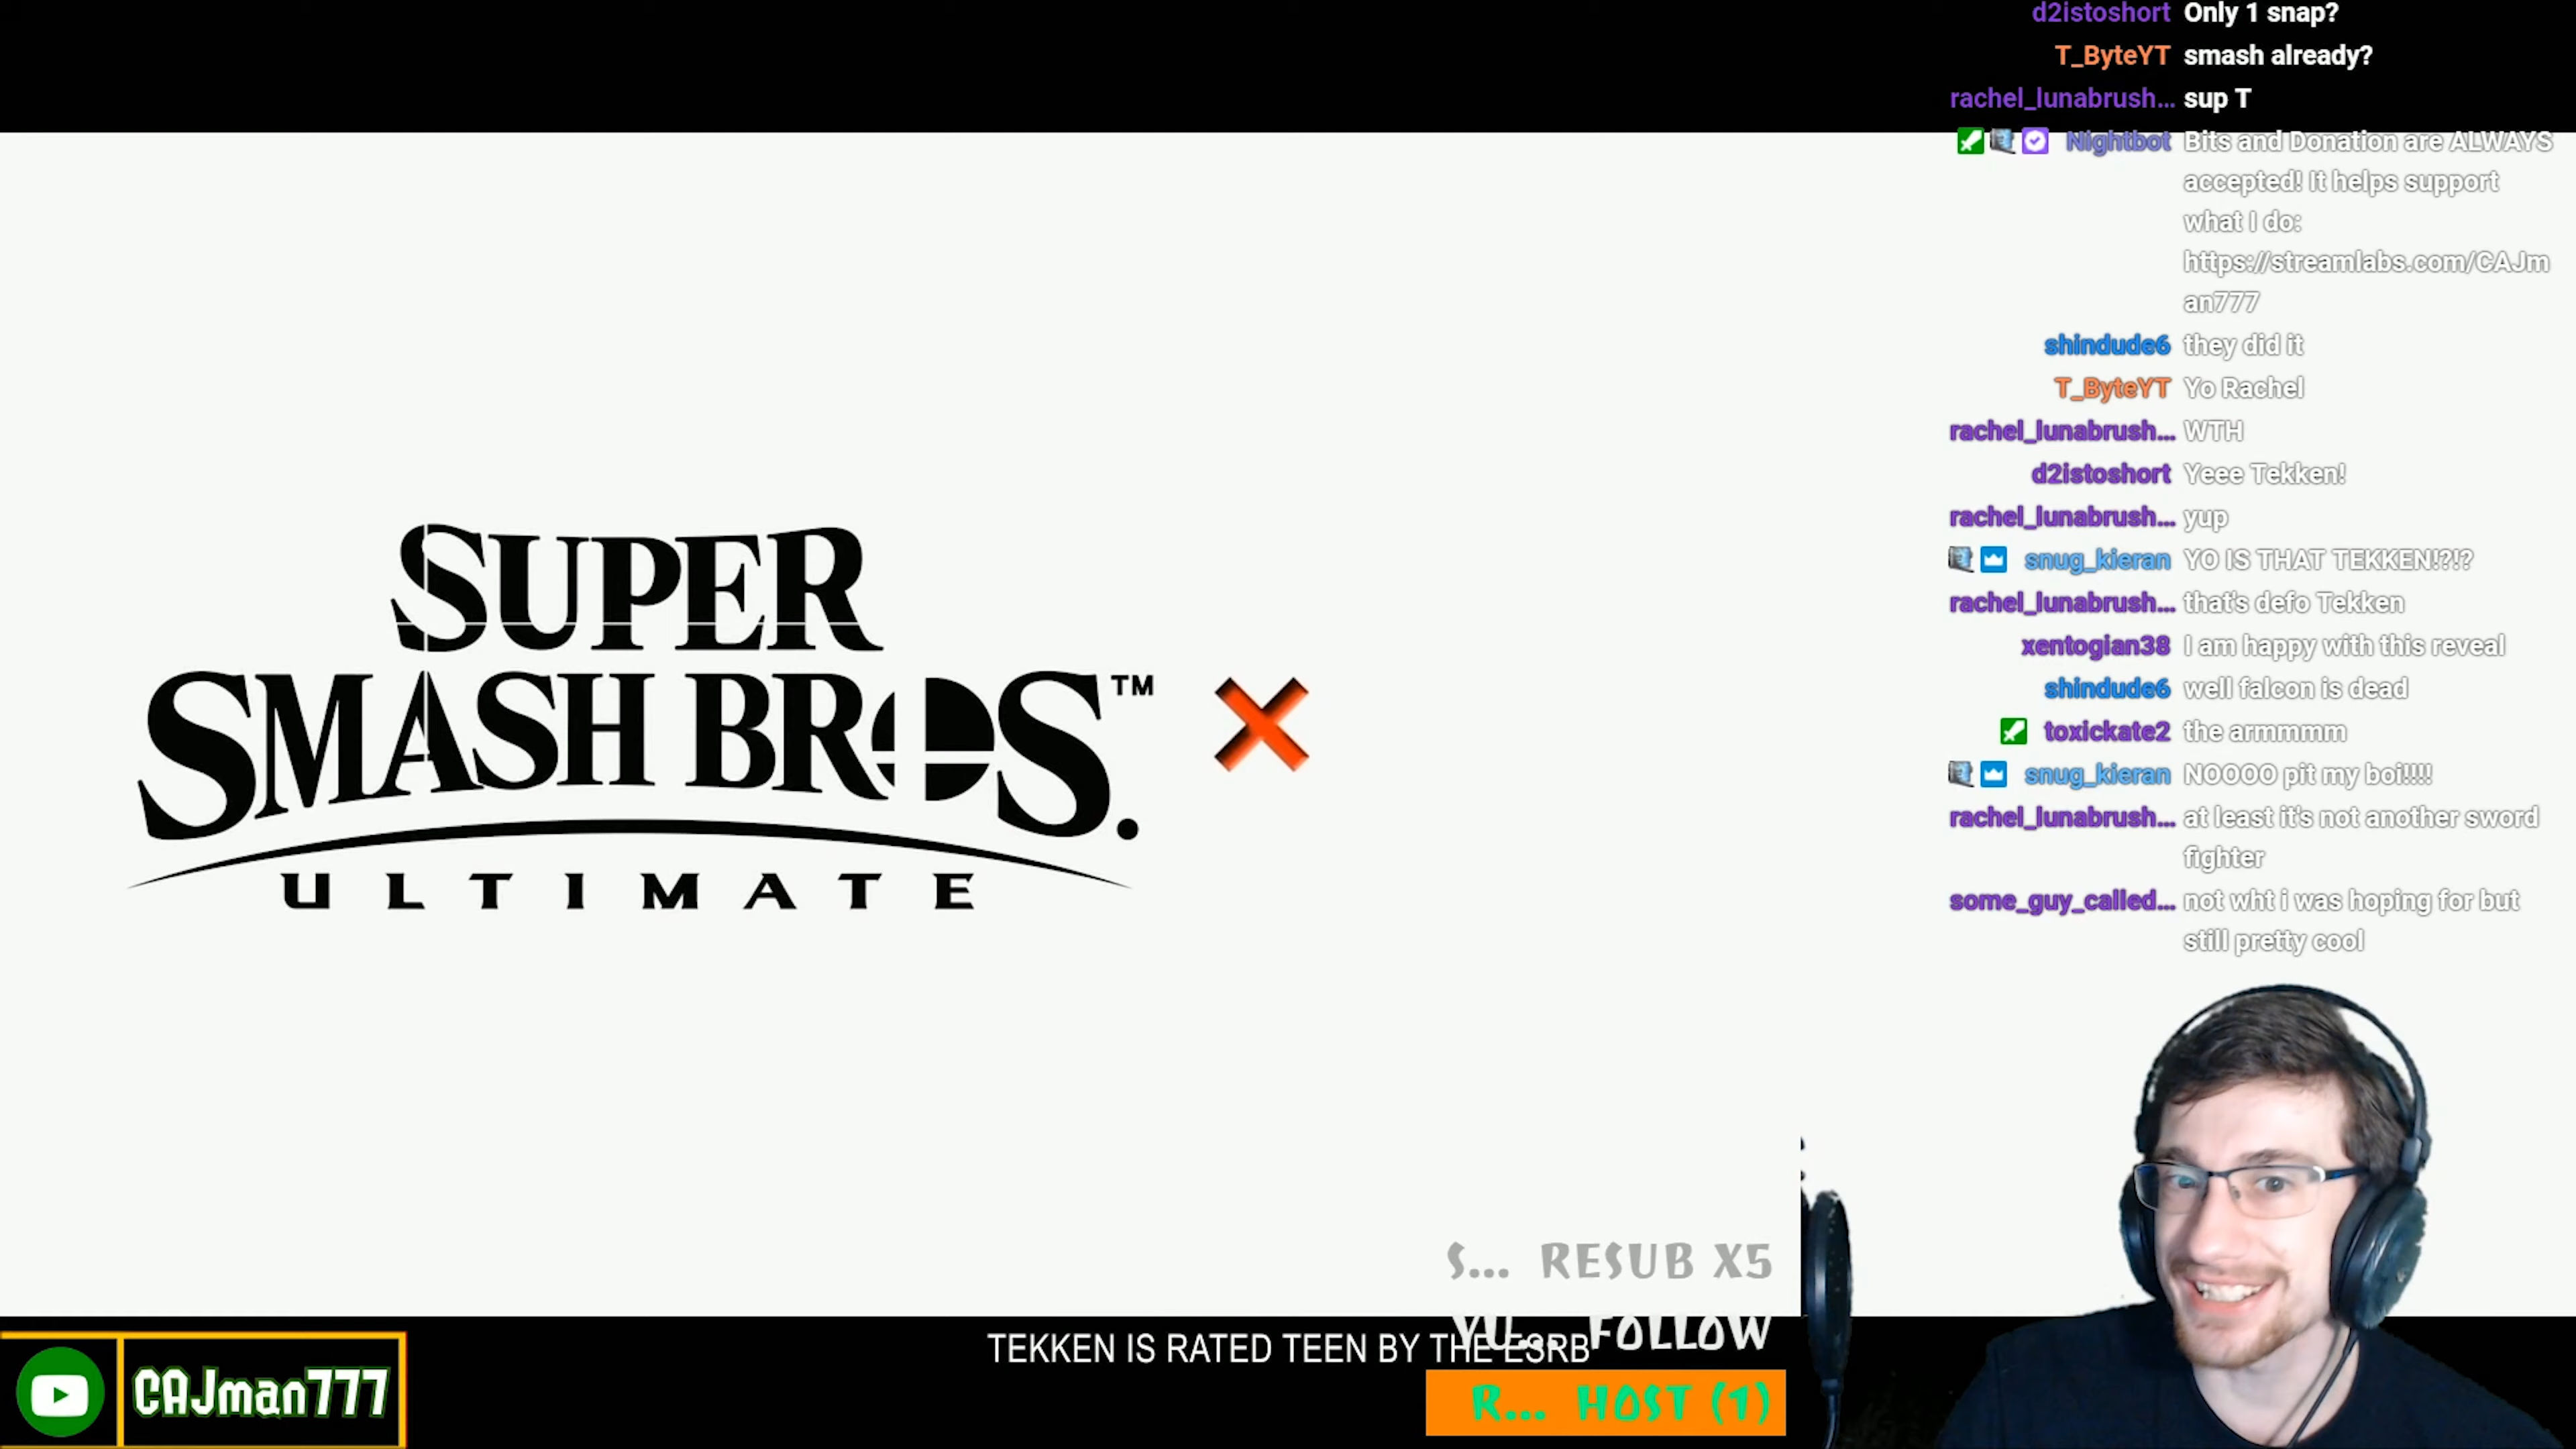 d2istoshort Only 1 snap?
T_ByteYT smash already?
rachel_lunabrush... sup T
Nightbot Bits and Donation are ALWAYS
accepted! It helps support
what I do:
https://streamlabs.com/CAJm
an777
shindude6 they did it
T_ByteYT Yo Rachel
rachel_lunabrush... WTH
d2istoshort Yeee Tekken!
rachel_lunabrush... yup
snug_kieran YO IS THAT TEKKEN!?!?
rachel_lunabrush... that's defo Tekken
xentogian38 I am happy with this reveal
shindude6 well falcon is dead
toxickate2 the armmmm
snug_kieran NOOOO pit my boi!!!!
rachel_lunabrush... at least it's not another sword
fighter
some_guy_called... not wht i was hoping for but
still pretty cool
SUPER
SMASH BROS.™
ULTIMATE
S... RESUB X5
YU... FOLLOW
TEKKEN IS RATED TEEN BY THE ESRB
R... HOST (1)
CAJman777